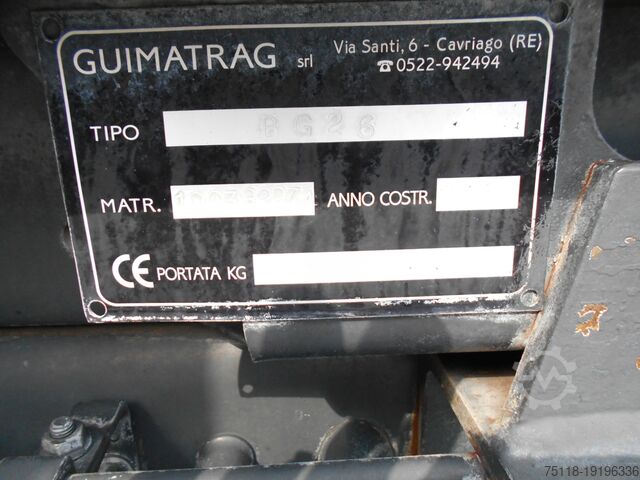 GUIMATRAG srl
Via Santi, 6 - Cavriago (RE)
☎0522-942494
TIPO
MATR.
ANNO COSTR.
CE PORTATA KG
75118-19196336